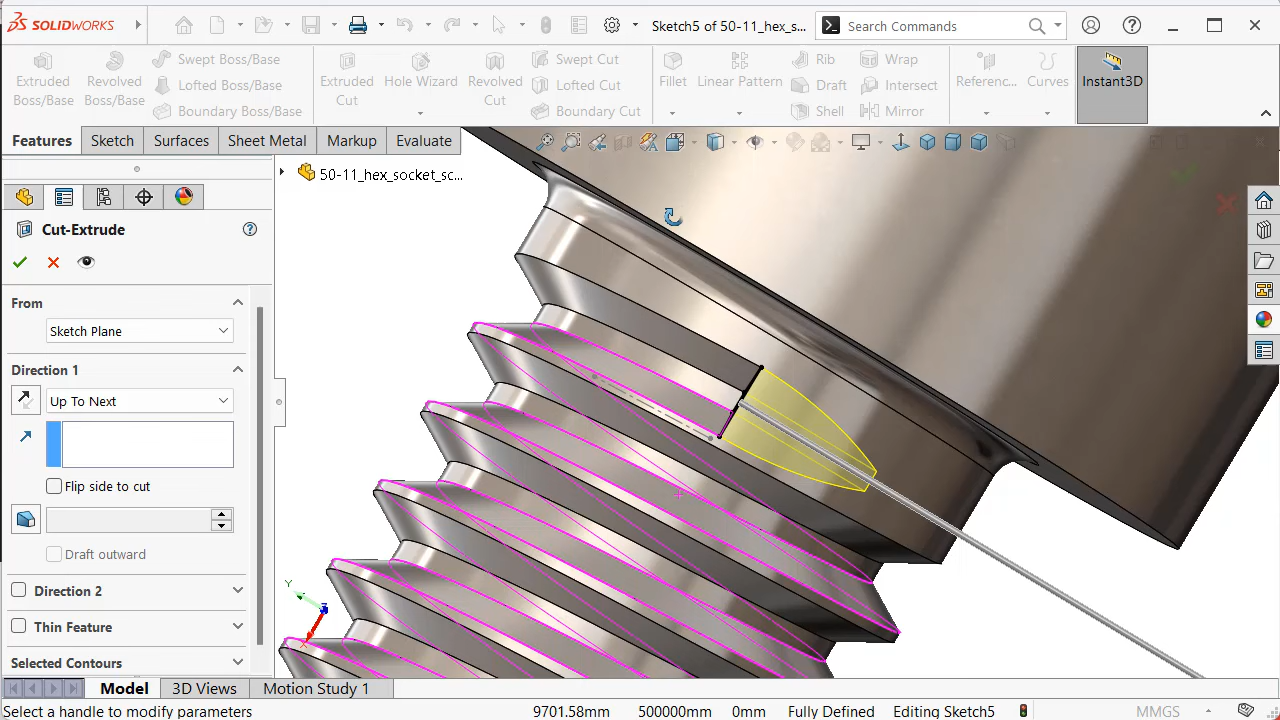 SOLIDWORKS
Sketch5 of 50-11_hex_s...
Search Commands
Extruded Boss/Base
Revolved Boss/Base
Swept Boss/Base
Lofted Boss/Base
Boundary Boss/Base
Extruded Cut
Hole Wizard
Revolved Cut
Swept Cut
Lofted Cut
Boundary Cut
Fillet
Linear Pattern
Rib
Draft
Shell
Wrap
Intersect
Mirror
Referenc...
Curves
Instant3D
Features
Sketch
Surfaces
Sheet Metal
Markup
Evaluate
50-11_hex_socket_sc...
Cut-Extrude
From
Sketch Plane
Direction 1
Up To Next
Flip side to cut
Draft outward
Direction 2
Thin Feature
Selected Contours
Y
Z
X
Model
3D Views
Motion Study 1
Select a handle to modify parameters
9701.58mm
500000mm
0mm
Fully Defined
Editing Sketch5
MMGS